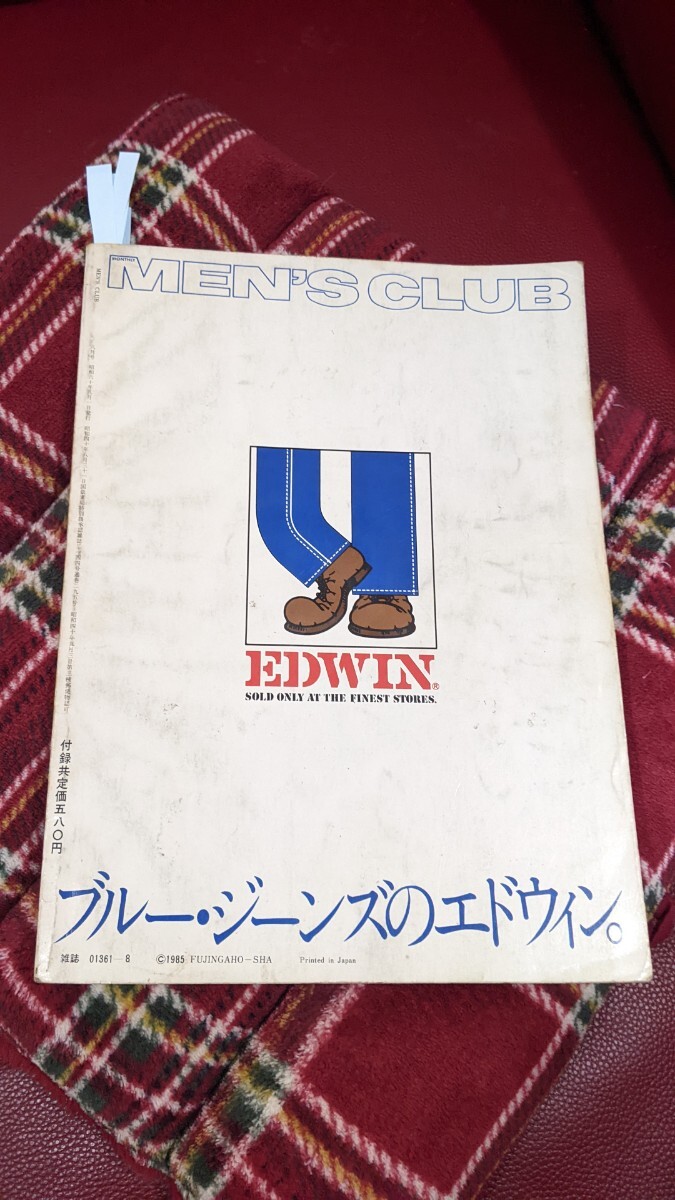 MONTHLY
MEN'S CLUB
MEN'S CLUB
EDWIN®
SOLD ONLY AT THE FINEST STORES.
付録共定価五八〇円
ブルー・ジーンズのエドウィン。
雑誌 01361-8 ©1985 FUJINGAHO-SHA Printed in Japan